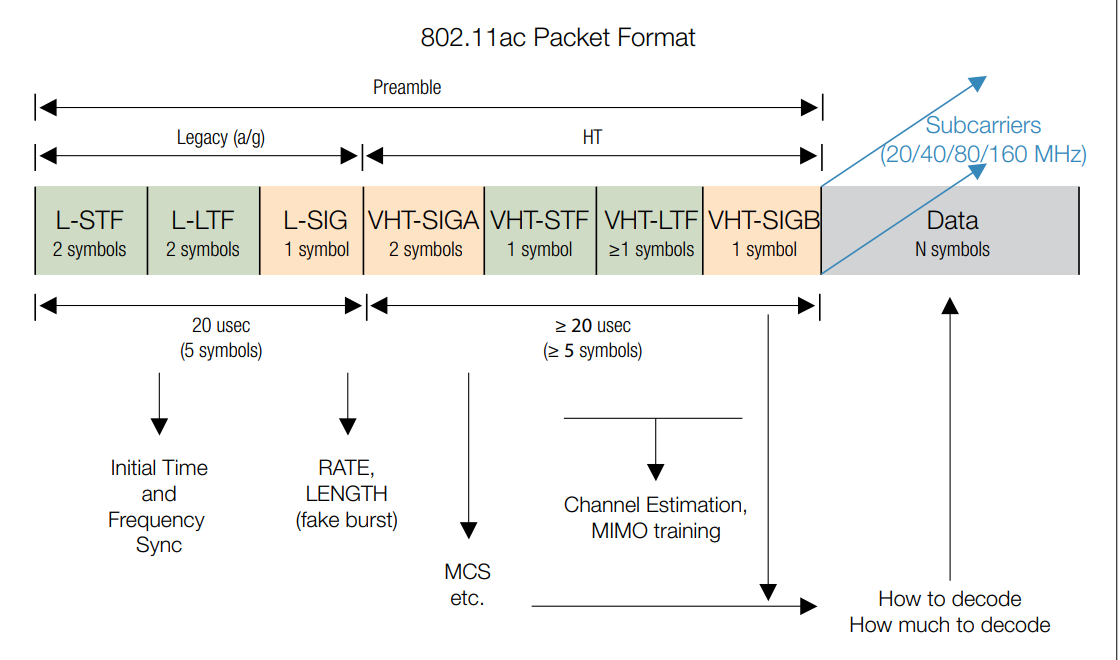 802.11ac Packet Format
Preamble
Legacy (a/g)
HT
Subcarriers
(20/40/80/160 MHz)
L-STF
2 symbols
L-LTF
2 symbols
L-SIG
1 symbol
VHT-SIGA
2 symbols
VHT-STF
1 symbol
VHT-LTF
≥1 symbols
VHT-SIGB
1 symbol
Data
N symbols
20 usec
(5 symbols)
≥ 20 usec
(≥ 5 symbols)
Initial Time
and
Frequency
Sync
RATE,
LENGTH
(fake burst)
MCS
etc.
Channel Estimation,
MIMO training
How to decode
How much to decode